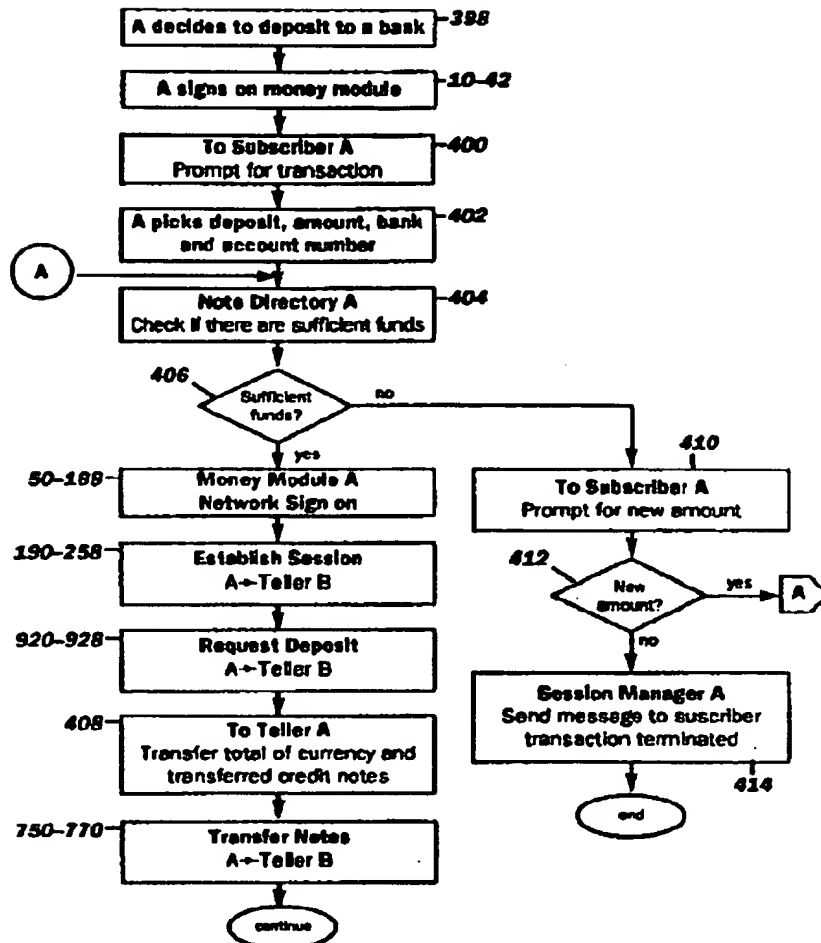 A decides to deposit to a bank
398
A signs on money module
10-42
To Subscriber A
Prompt for transaction
400
A picks deposit, amount, bank
and account number
402
A
Note Directory A
Check if there are sufficient funds
404
406
Sufficient
funds?
no
yes
50-188
Money Module A
Network Sign on
410
To Subscriber A
Prompt for new amount
190-258
Establish Session
A→Teller B
412
New
amount?
yes
A
no
920-928
Request Deposit
A→Teller B
Session Manager A
Send message to suscriber
transaction terminated
414
408
To Teller A
Transfer total of currency and
transferred credit notes
end
750-770
Transfer Notes
A→Teller B
continue